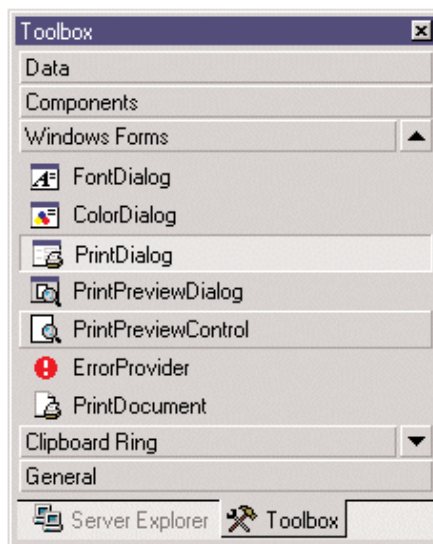 Toolbox
Data
Components
Windows Forms
FontDialog
ColorDialog
PrintDialog
PrintPreviewDialog
PrintPreviewControl
ErrorProvider
PrintDocument
Clipboard Ring
General
Server Explorer Toolbox